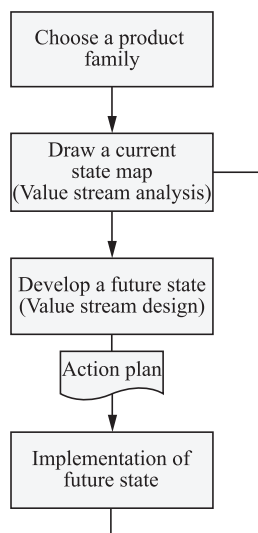 Choose a product
family
Draw a current
state map
(Value stream analysis)
Develop a future state
(Value stream design)
Action plan
Implementation of
future state